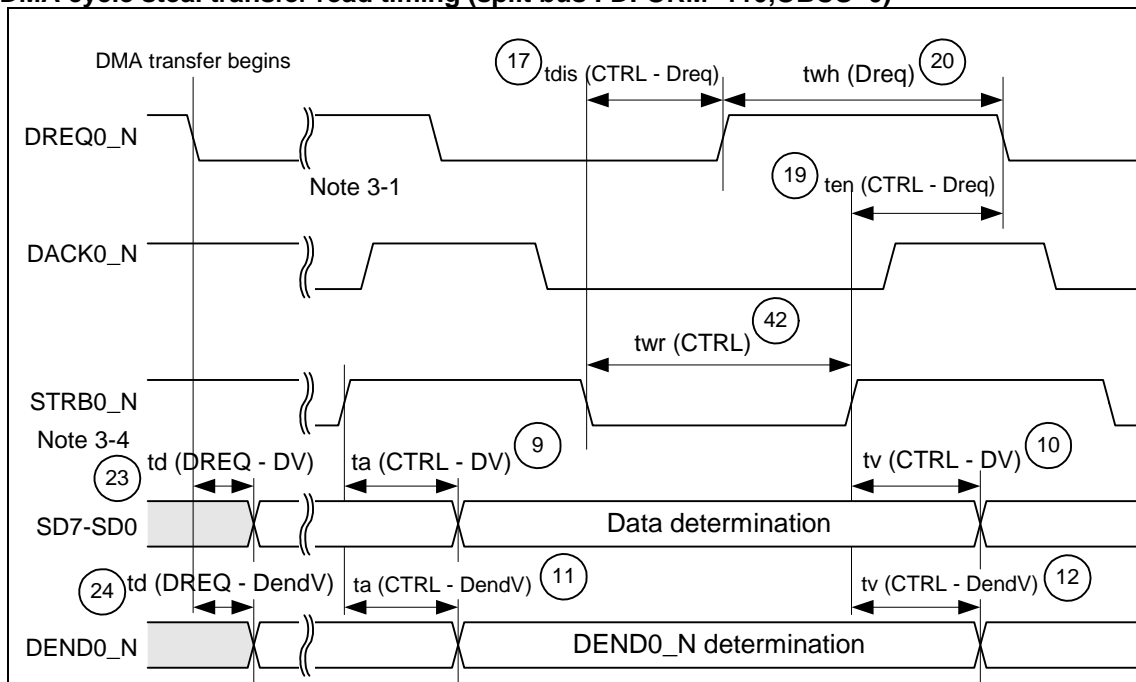 DMA cycle steal transfer read timing (split bus : DFORM=110,OBUS=0)
DMA transfer begins
17 tdis (CTRL - Dreq)
twh (Dreq) 20
DREQ0_N
Note 3-1
19 ten (CTRL - Dreq)
DACK0_N
twr (CTRL) 42
STRB0_N
Note 3-4
23 td (DREQ - DV)
ta (CTRL - DV) 9
tv (CTRL - DV) 10
SD7-SD0
Data determination
24 td (DREQ - DendV)
ta (CTRL - DendV) 11
tv (CTRL - DendV) 12
DEND0_N
DEND0_N determination